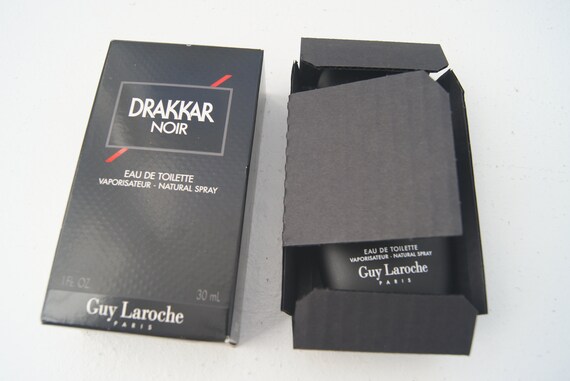 DRAKKAR
NOIR
EAU DE TOILETTE
VAPORISATEUR - NATURAL SPRAY
1 FL OZ
30 mL
Guy Laroche
PARIS
EAU DE TOILETTE
VAPORISATEUR - NATURAL SPRAY
Guy Laroche
PARIS